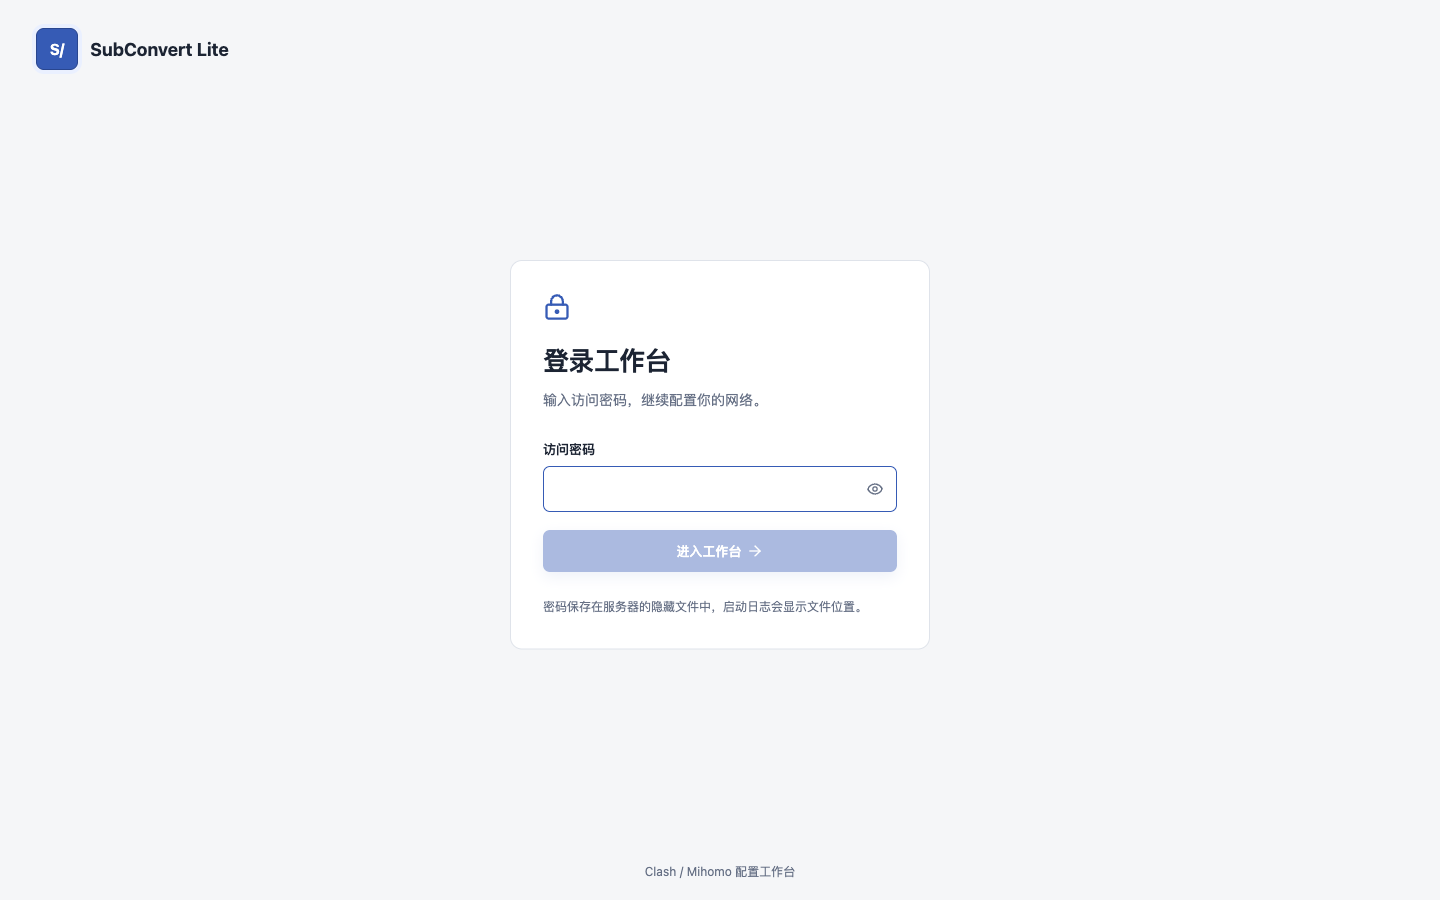 S/
SubConvert Lite
登录工作台
输入访问密码，继续配置你的网络。
访问密码
进入工作台 →
密码保存在服务器的隐藏文件中，启动日志会显示文件位置。
Clash / Mihomo 配置工作台